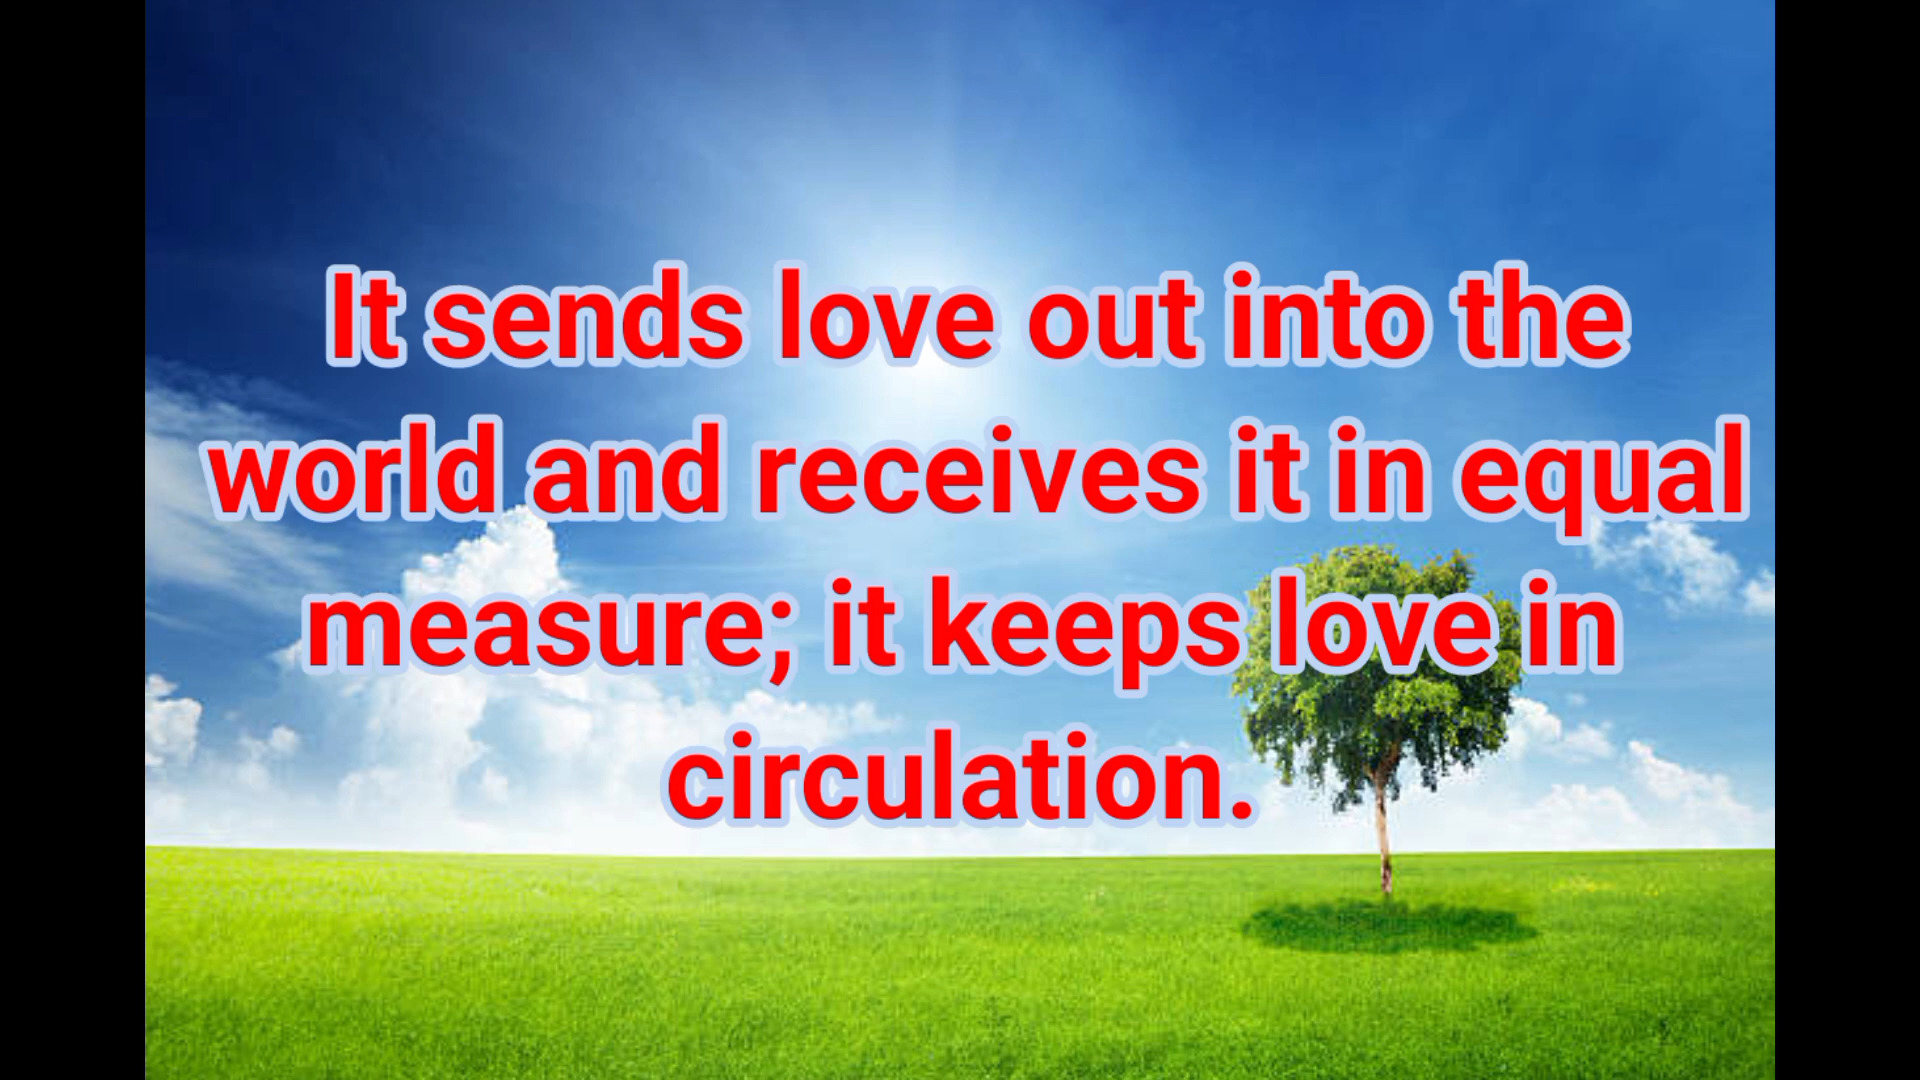 It sends love out into the
world and receives it in equal
measure; it keeps love in
circulation.